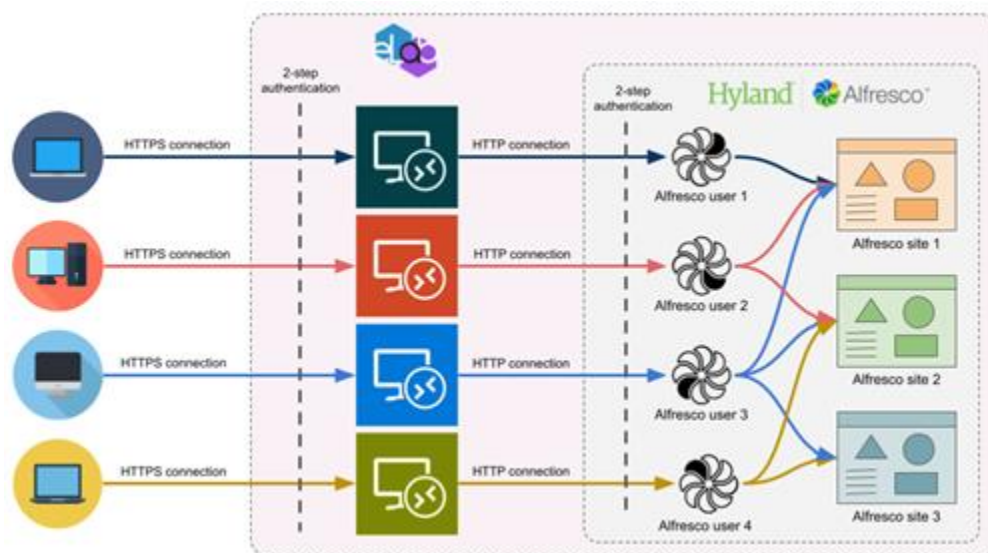 eLab
2-step
authentication
2-step
authentication
Hyland
Alfresco™
HTTPS connection
HTTP connection
Alfresco user 1
Alfresco site 1
HTTPS connection
HTTP connection
Alfresco user 2
HTTPS connection
HTTP connection
Alfresco site 2
Alfresco user 3
HTTPS connection
HTTP connection
Alfresco user 4
Alfresco site 3